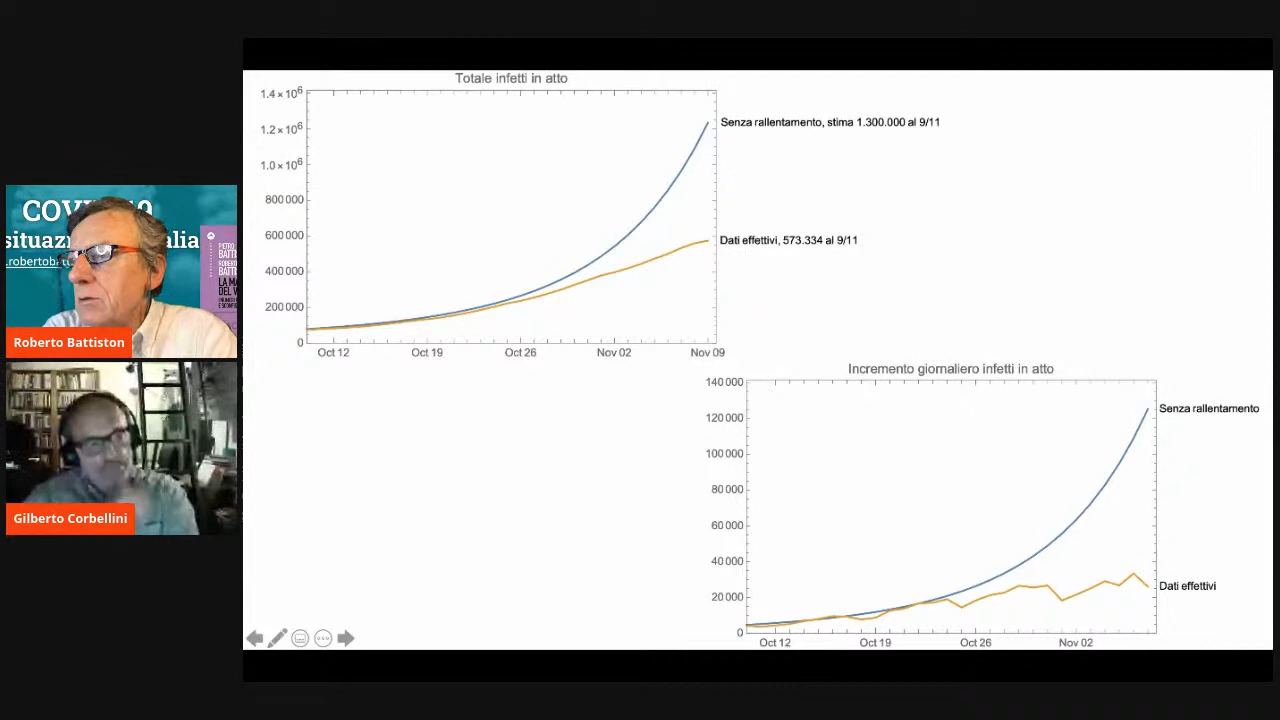 Totale infetti in atto
1.4 × 10⁶
1.2 × 10⁶
1.0 × 10⁶
800 000
600 000
400 000
200 000
0
Oct 12
Oct 19
Oct 26
Nov 02
Nov 09
Senza rallentamento, stima 1.300.000 al 9/11
Dati effettivi, 573.334 al 9/11
Incremento giornaliero infetti in atto
140 000
120 000
100 000
80 000
60 000
40 000
20 000
0
Oct 12
Oct 19
Oct 26
Nov 02
Senza rallentamento
Dati effettivi
PIETRO
ROBERTO
Roberto Battiston
Gilberto Corbellini